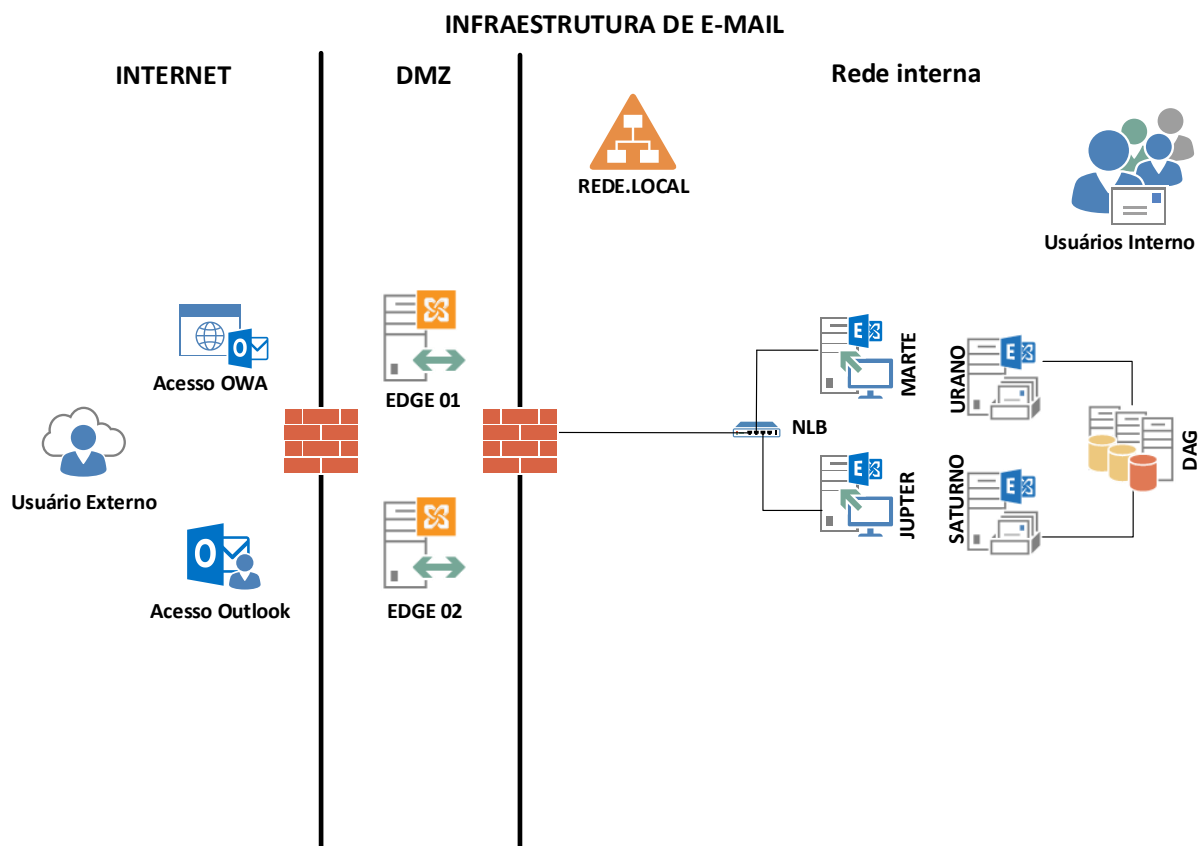 INFRAESTRUTURA DE E-MAIL
INTERNET
DMZ
Rede interna
REDE.LOCAL
Usuários Interno
Acesso OWA
EDGE 01
MARTE
URANO
Usuário Externo
NLB
DAG
JUPTER
SATURNO
Acesso Outlook
EDGE 02